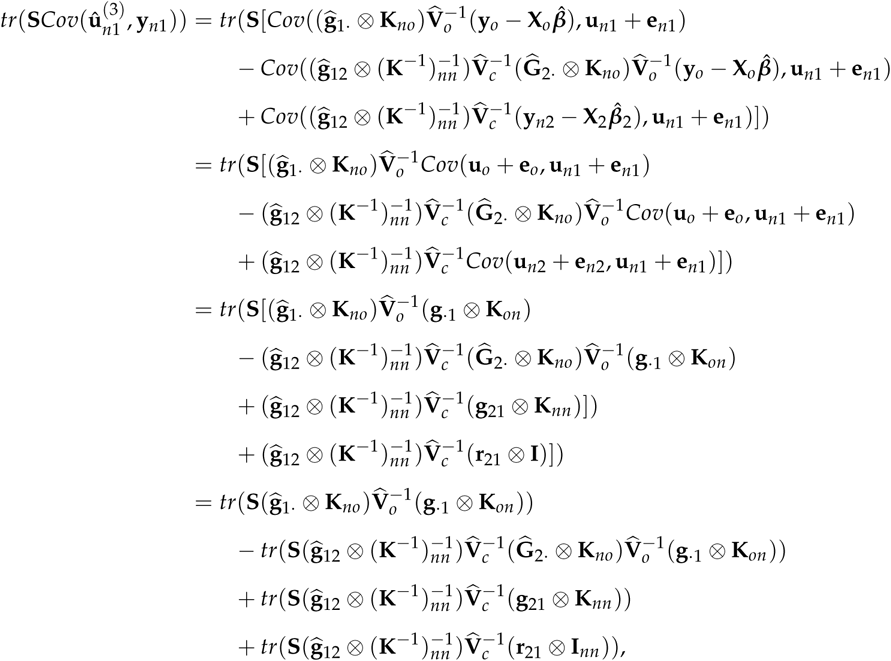 tr(SCov(û_{n1}^{(3)}, y_{n1})) = tr(S[Cov((ĝ_{1·} ⊗ K_{no})V̂_o^{-1}(y_o − X_oβ̂), u_{n1} + e_{n1})
− Cov((ĝ_{12} ⊗ (K^{-1})_{nn}^{-1})V̂_c^{-1}(Ĝ_{2·} ⊗ K_{no})V̂_o^{-1}(y_o − X_oβ̂), u_{n1} + e_{n1})
+ Cov((ĝ_{12} ⊗ (K^{-1})_{nn}^{-1})V̂_c^{-1}(y_{n2} − X_2β̂_2), u_{n1} + e_{n1})])
= tr(S[(ĝ_{1·} ⊗ K_{no})V̂_o^{-1}Cov(u_o + e_o, u_{n1} + e_{n1})
− (ĝ_{12} ⊗ (K^{-1})_{nn}^{-1})V̂_c^{-1}(Ĝ_{2·} ⊗ K_{no})V̂_o^{-1}Cov(u_o + e_o, u_{n1} + e_{n1})
+ (ĝ_{12} ⊗ (K^{-1})_{nn}^{-1})V̂_c^{-1}Cov(u_{n2} + e_{n2}, u_{n1} + e_{n1})])
= tr(S[(ĝ_{1·} ⊗ K_{no})V̂_o^{-1}(g_{·1} ⊗ K_{on})
− (ĝ_{12} ⊗ (K^{-1})_{nn}^{-1})V̂_c^{-1}(Ĝ_{2·} ⊗ K_{no})V̂_o^{-1}(g_{·1} ⊗ K_{on})
+ (ĝ_{12} ⊗ (K^{-1})_{nn}^{-1})V̂_c^{-1}(g_{21} ⊗ K_{nn})])
+ (ĝ_{12} ⊗ (K^{-1})_{nn}^{-1})V̂_c^{-1}(r_{21} ⊗ I)])
= tr(S(ĝ_{1·} ⊗ K_{no})V̂_o^{-1}(g_{·1} ⊗ K_{on}))
− tr(S(ĝ_{12} ⊗ (K^{-1})_{nn}^{-1})V̂_c^{-1}(Ĝ_{2·} ⊗ K_{no})V̂_o^{-1}(g_{·1} ⊗ K_{on}))
+ tr(S(ĝ_{12} ⊗ (K^{-1})_{nn}^{-1})V̂_c^{-1}(g_{21} ⊗ K_{nn}))
+ tr(S(ĝ_{12} ⊗ (K^{-1})_{nn}^{-1})V̂_c^{-1}(r_{21} ⊗ I_{nn})),